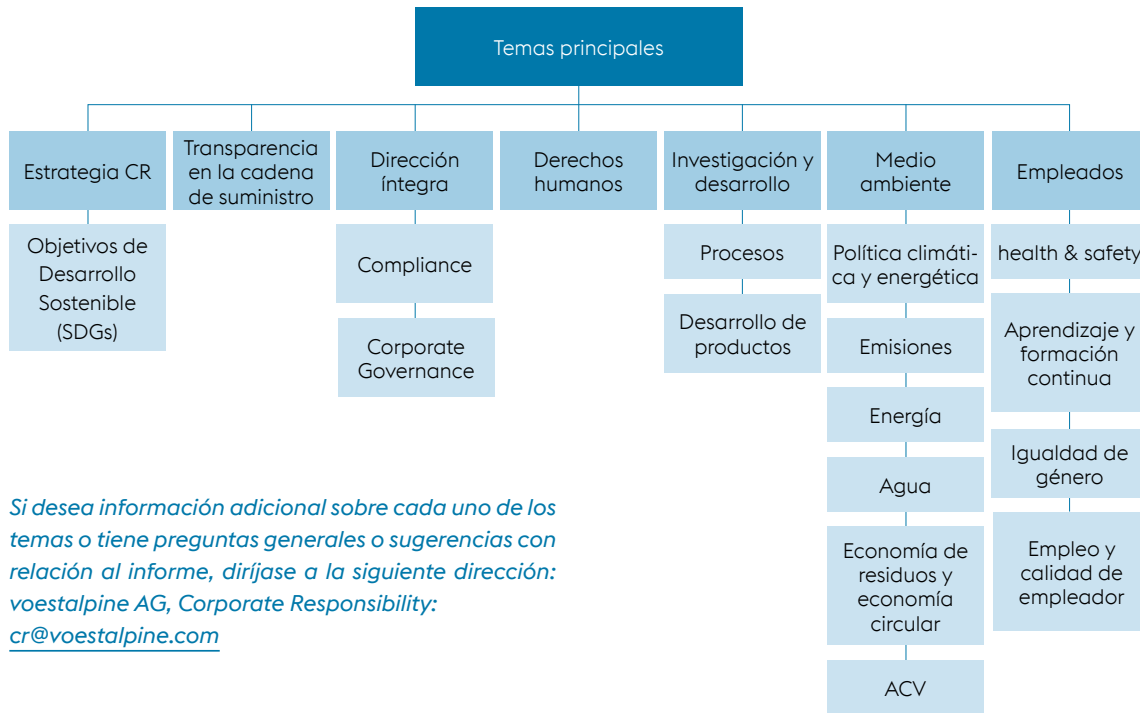 Temas principales
Estrategia CR
Transparencia
en la cadena
de suministro
Dirección
íntegra
Derechos
humanos
Investigación y
desarrollo
Medio
ambiente
Empleados
Objetivos de
Desarrollo
Sostenible
(SDGs)
Compliance
Corporate
Governance
Procesos
Desarrollo de
productos
Política climáti-
ca y energética
Emisiones
Energía
Agua
Economía de
residuos y
economía
circular
ACV
health & safety
Aprendizaje y
formación
continua
Igualdad de
género
Empleo y
calidad de
empleador
Si desea información adicional sobre cada uno de los
temas o tiene preguntas generales o sugerencias con
relación al informe, diríjase a la siguiente dirección:
voestalpine AG, Corporate Responsibility:
cr@voestalpine.com